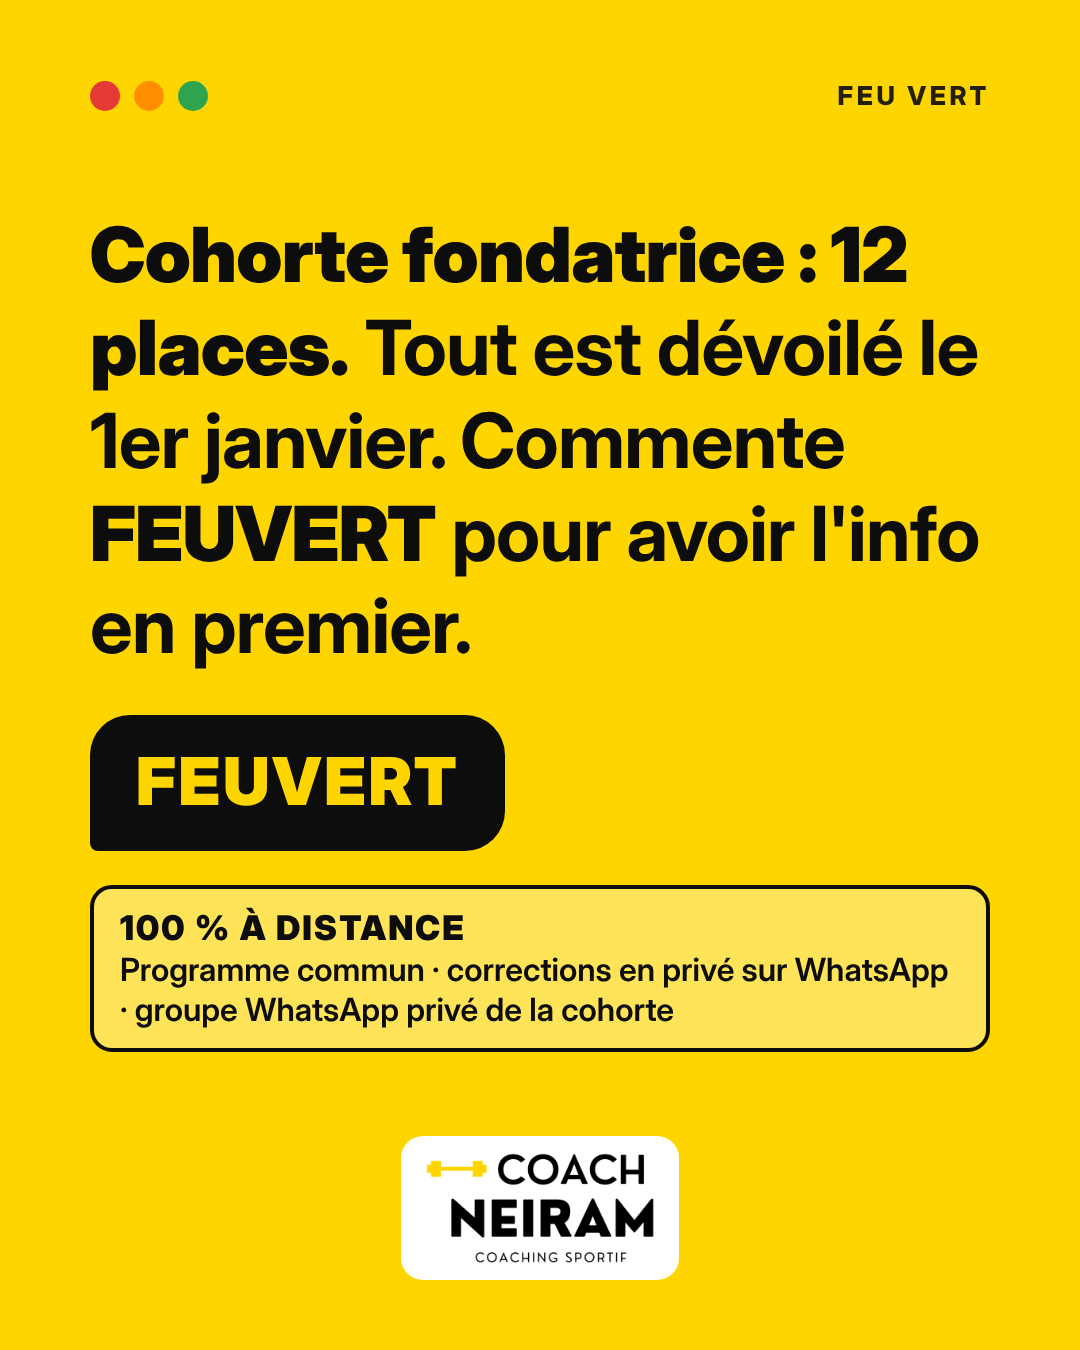 FEU VERT
Cohorte fondatrice : 12
places. Tout est dévoilé le
1er janvier. Commente
FEUVERT pour avoir l'info
en premier.
FEUVERT
100 % À DISTANCE
Programme commun · corrections en privé sur WhatsApp
· groupe WhatsApp privé de la cohorte
COACH
NEIRAM
COACHING SPORTIF